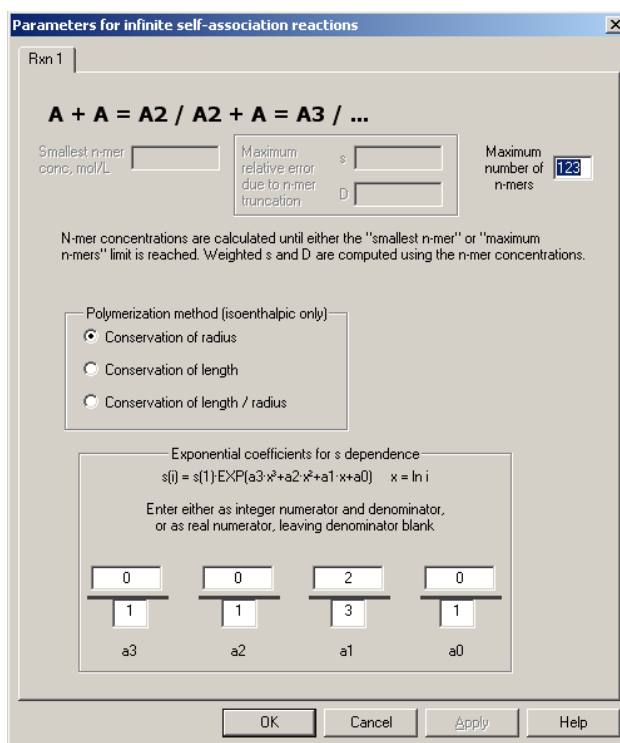 Parameters for infinite self-association reactions
Rxn 1
A + A = A2 / A2 + A = A3 / ...
Smallest n-mer
conc, mol/L
Maximum
relative error
due to n-mer
truncation
s
D
Maximum
number of
n-mers
123
N-mer concentrations are calculated until either the "smallest n-mer" or "maximum
n-mers" limit is reached. Weighted s and D are computed using the n-mer concentrations.
Polymerization method (isoenthalpic only)
Conservation of radius
Conservation of length
Conservation of length / radius
Exponential coefficients for s dependence
s(i) = s(1)·EXP(a3·x³+a2·x²+a1·x+a0) x = ln i
Enter either as integer numerator and denominator,
or as real numerator, leaving denominator blank
0 0 2 0
1 1 3 1
a3 a2 a1 a0
OK Cancel Apply Help